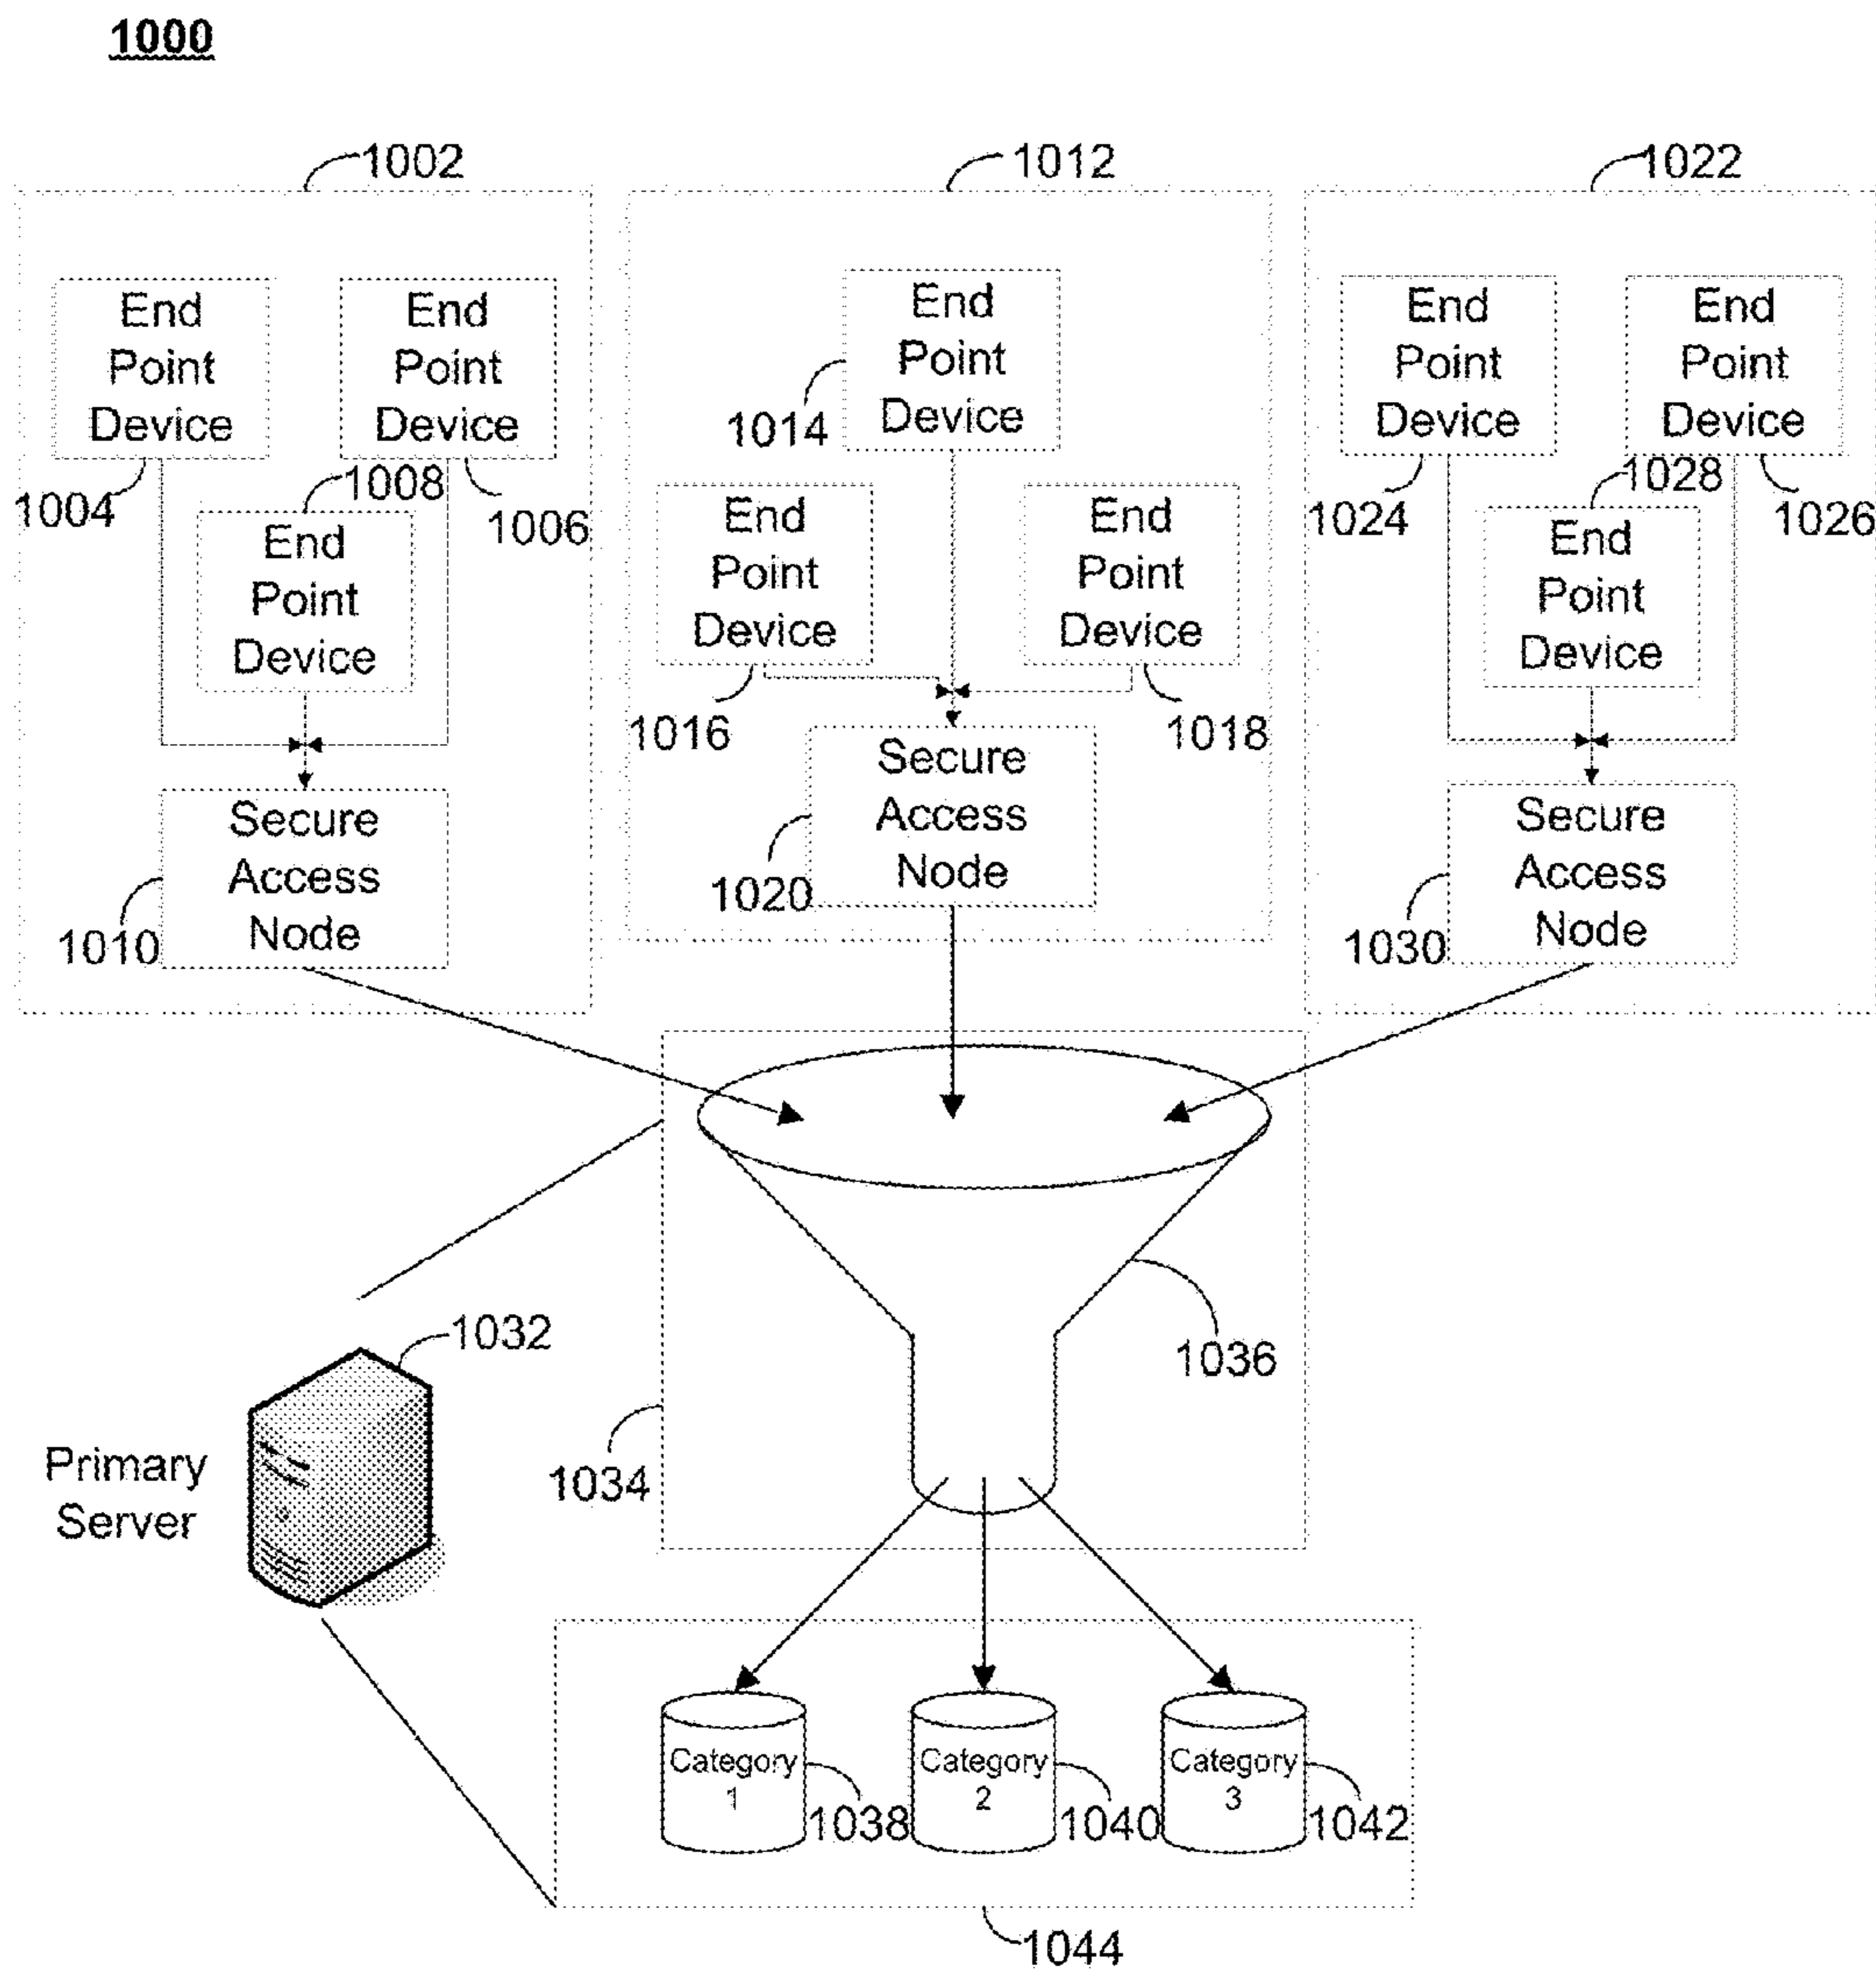 1000
1002
1012
1022
End
Point
Device
1004
End
Point
Device
1006
1008
End
Point
Device
Secure
Access
Node
1010
End
Point
Device
1014
End
Point
Device
1016
End
Point
Device
1018
Secure
Access
Node
1020
End
Point
Device
1024
End
Point
Device
1026
1028
End
Point
Device
Secure
Access
Node
1030
1036
1034
1032
Primary
Server
Category
1
1038
Category
2
1040
Category
3
1042
1044